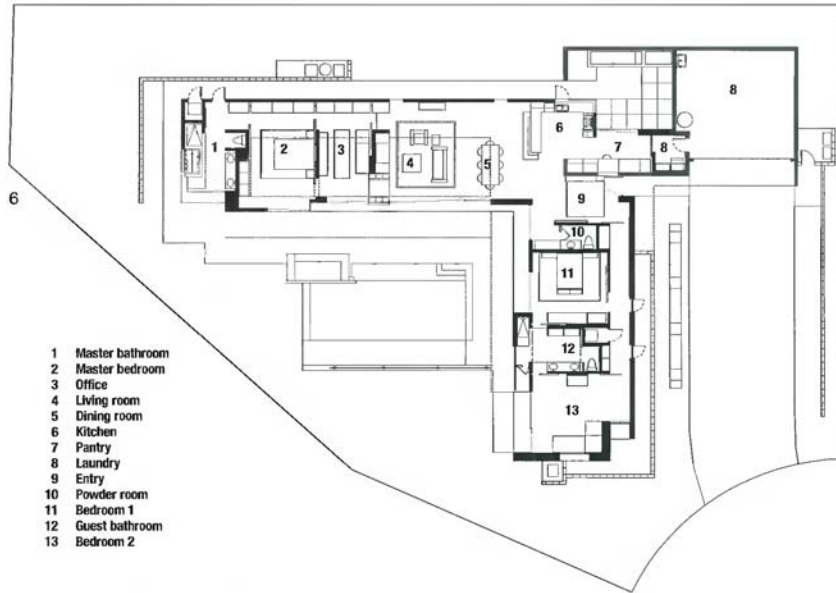 8
6
1
2
3
4
5
7
8
9
6
10
11
12
13
1 Master bathroom
2 Master bedroom
3 Office
4 Living room
5 Dining room
6 Kitchen
7 Pantry
8 Laundry
9 Entry
10 Powder room
11 Bedroom 1
12 Guest bathroom
13 Bedroom 2